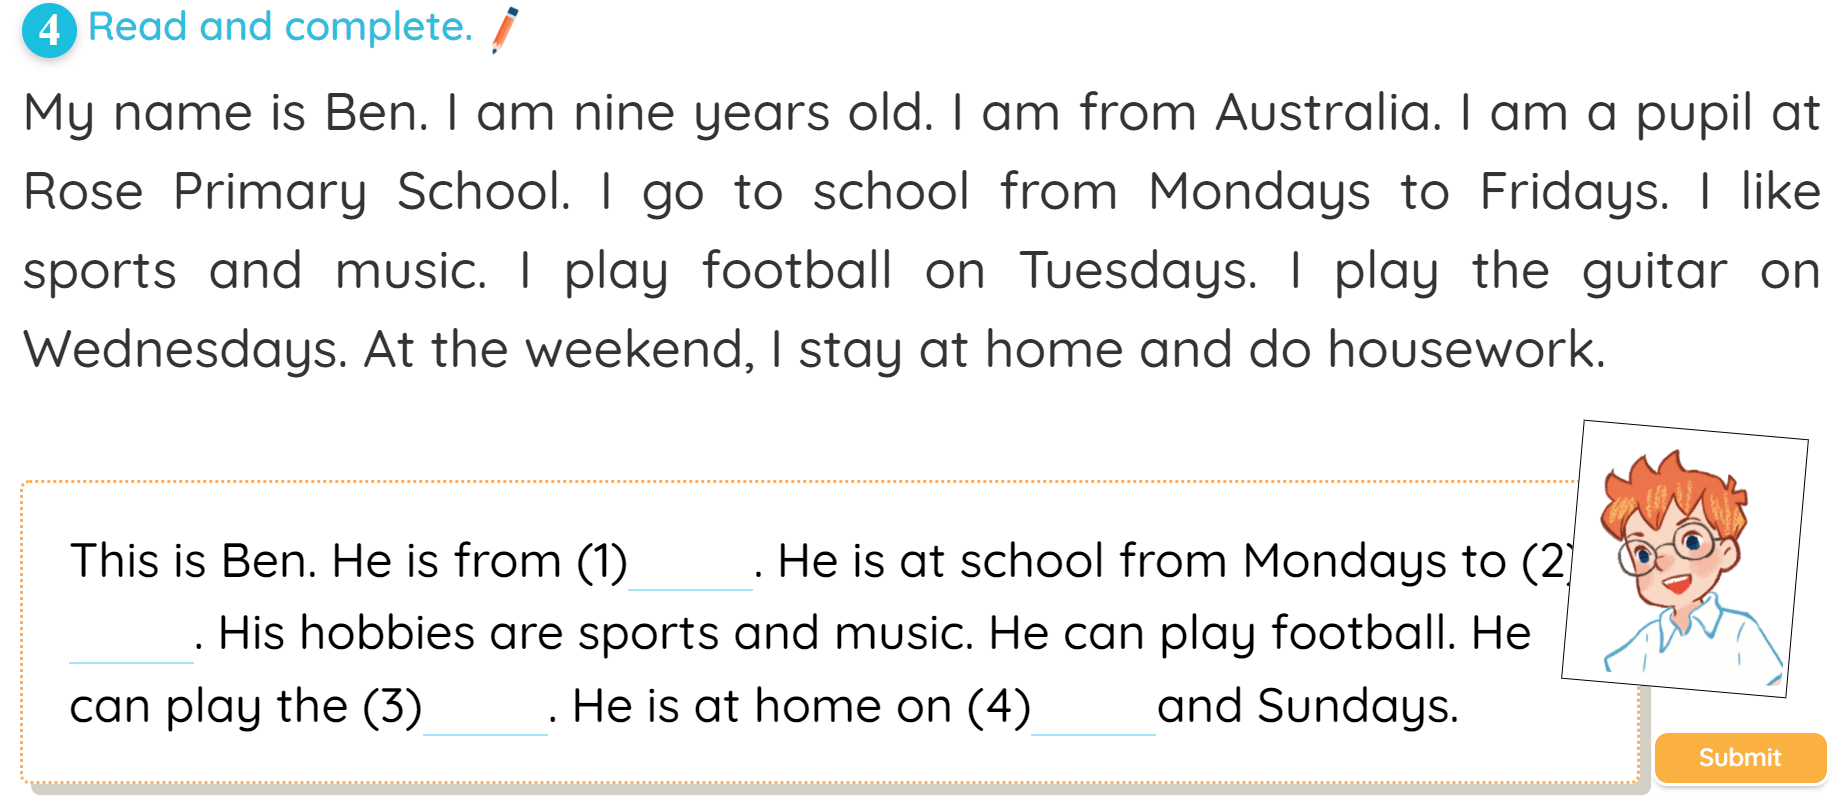 4 Read and complete.
My name is Ben. I am nine years old. I am from Australia. I am a pupil at
Rose Primary School. I go to school from Mondays to Fridays. I like
sports and music. I play football on Tuesdays. I play the guitar on
Wednesdays. At the weekend, I stay at home and do housework.
This is Ben. He is from (1)______. He is at school from Mondays to (2)
______. His hobbies are sports and music. He can play football. He
can play the (3)______. He is at home on (4)______and Sundays.
Submit